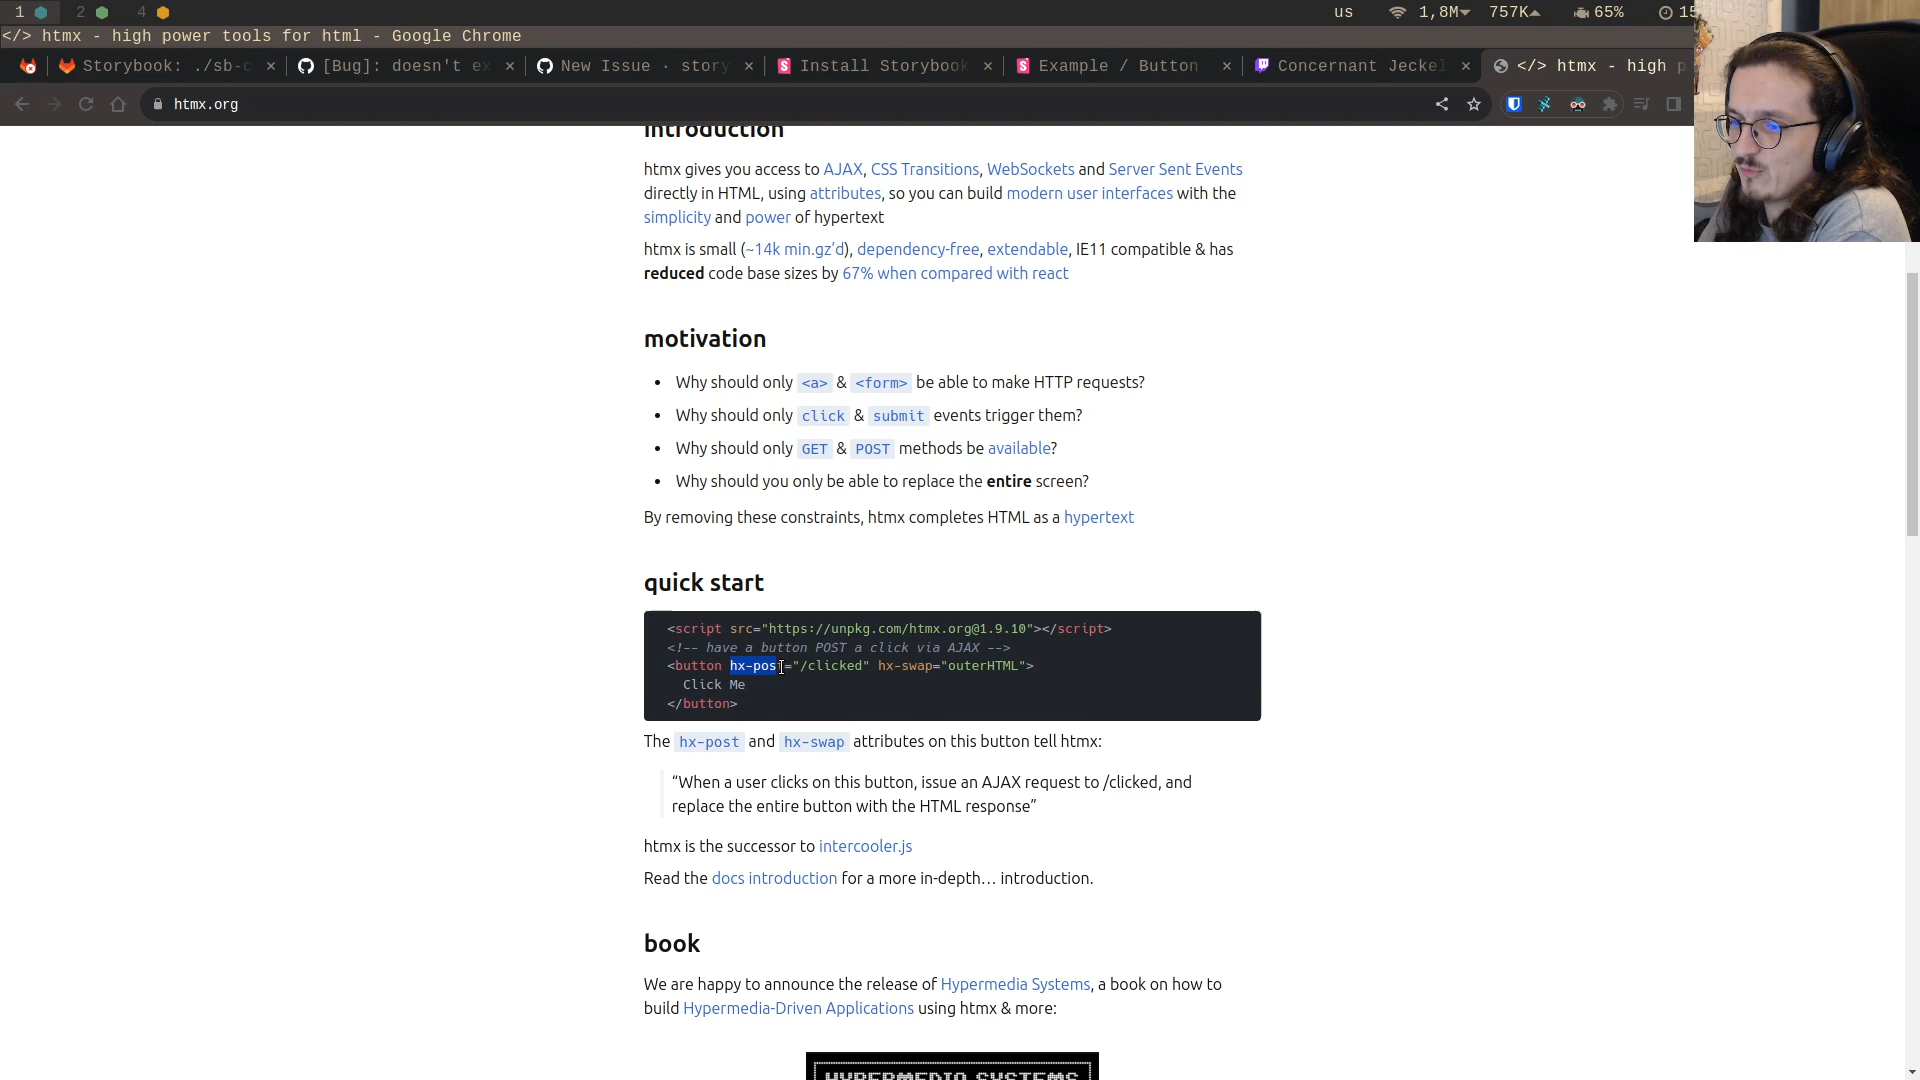 1 2 4 us 1,8M 757K 65% 15
</> htmx - high power tools for html - Google Chrome
Storybook: ./sb-c × [Bug]: doesn't ex × New Issue · story × Install Storybook × Example / Button × Concernant Jeckel × </> htmx - high p
htmx.org
introduction
htmx gives you access to AJAX, CSS Transitions, WebSockets and Server Sent Events
directly in HTML, using attributes, so you can build modern user interfaces with the
simplicity and power of hypertext
htmx is small (~14k min.gz’d), dependency-free, extendable, IE11 compatible & has
reduced code base sizes by 67% when compared with react
motivation
• Why should only <a> & <form> be able to make HTTP requests?
• Why should only click & submit events trigger them?
• Why should only GET & POST methods be available?
• Why should you only be able to replace the entire screen?
By removing these constraints, htmx completes HTML as a hypertext
quick start
<script src="https://unpkg.com/htmx.org@1.9.10"></script>
<!-- have a button POST a click via AJAX -->
<button hx-post="/clicked" hx-swap="outerHTML">
Click Me
</button>
The hx-post and hx-swap attributes on this button tell htmx:
“When a user clicks on this button, issue an AJAX request to /clicked, and
replace the entire button with the HTML response”
htmx is the successor to intercooler.js
Read the docs introduction for a more in-depth… introduction.
book
We are happy to announce the release of Hypermedia Systems, a book on how to
build Hypermedia-Driven Applications using htmx & more:
HYPERMEDIA SYSTEMS